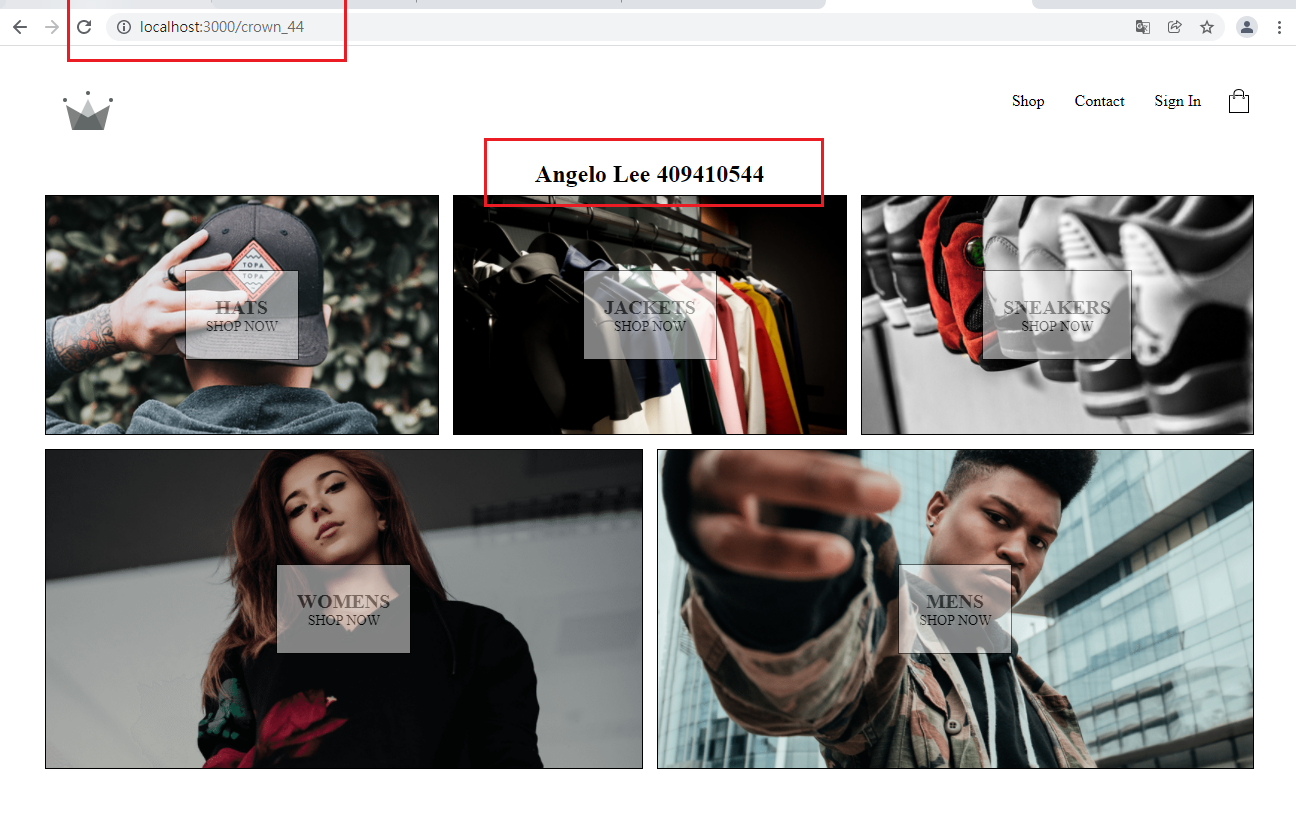 localhost:3000/crown_44
Shop
Contact
Sign In
Angelo Lee 409410544
TOPA
TOPA
HATS
SHOP NOW
JACKETS
SHOP NOW
SNEAKERS
SHOP NOW
WOMENS
SHOP NOW
MENS
SHOP NOW